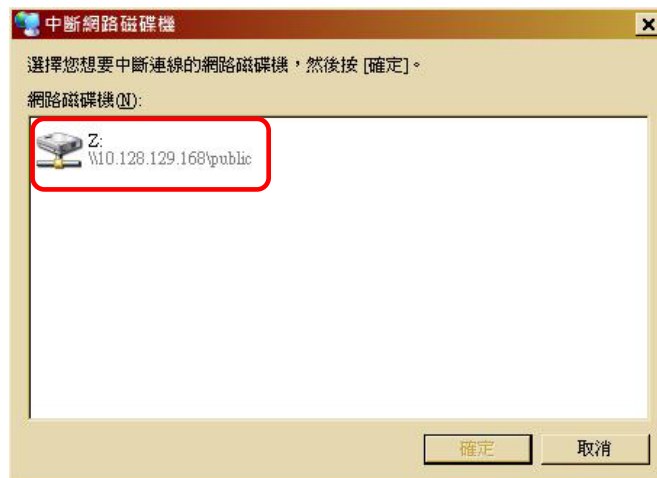 中斷網路磁碟機
選擇您想要中斷連線的網路磁碟機，然後按 [確定]。
網路磁碟機(N):
Z:
\\10.128.129.168\public
確定
取消